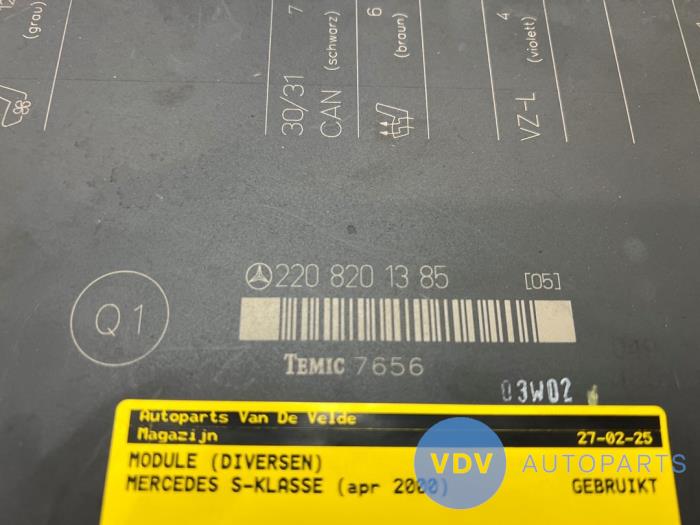 12
(grau)
30/31 7
CAN (schwarz)
6
(braun)
4
VZ-L (violett)
Q1
220 820 13 85 [05]
TEMIC 7656
03W02
Autoparts Van De Velde
Magazijn 27-02-25
MODULE (DIVERSEN)
MERCEDES S-KLASSE (apr 2000) GEBRUIKT
VDV AUTOPARTS